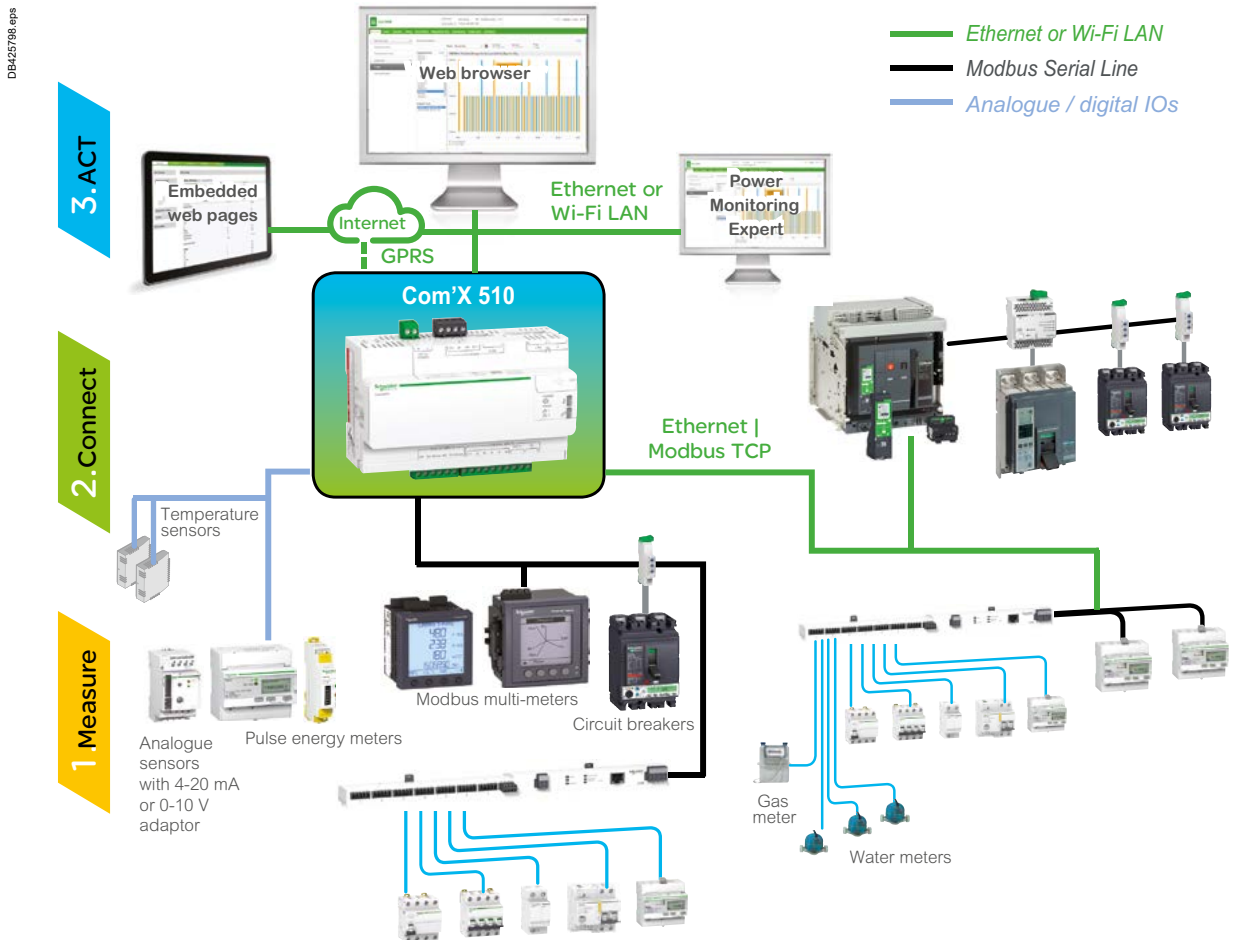 DB425798.eps
Web browser
Ethernet or Wi-Fi LAN
Modbus Serial Line
Analogue / digital IOs
3. ACT
Embedded
web pages
Internet
GPRS
Ethernet or
Wi-Fi LAN
Power
Monitoring
Expert
Com'X 510
2. Connect
Ethernet |
Modbus TCP
Temperature
sensors
1. Measure
Modbus multi-meters
Circuit breakers
Analogue
sensors
with 4-20 mA
or 0-10 V
adaptor
Pulse energy meters
Gas
meter
Water meters